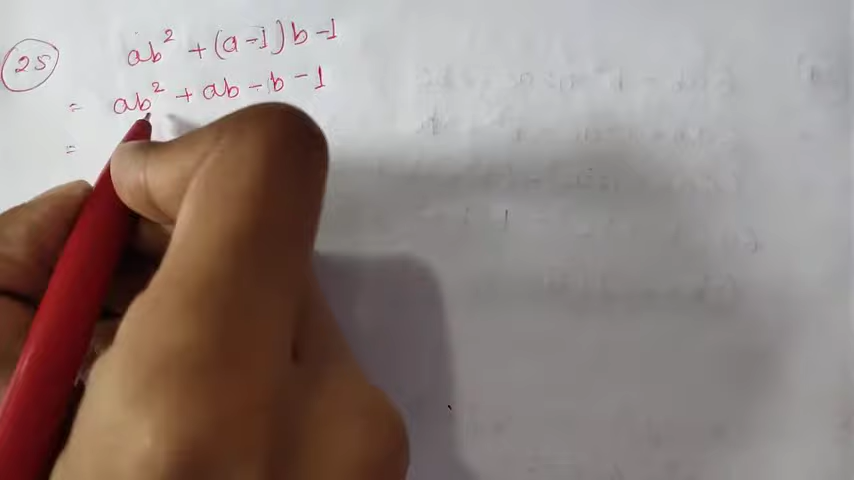 25 ab² + (a-1)b - 1
= ab² + ab - b - 1
=